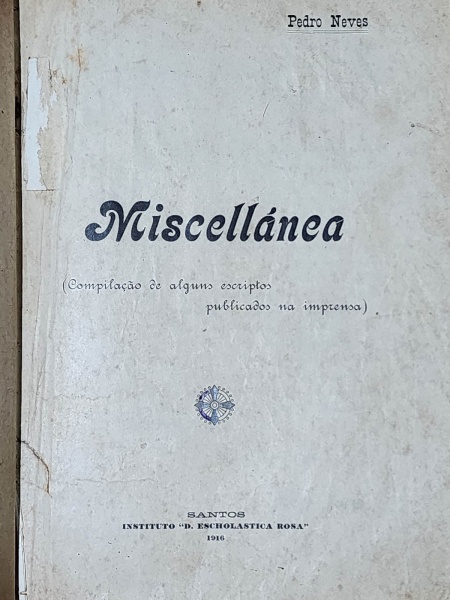 Pedro Neves
Miscellánea
(Compilação de alguns escriptos
publicados na imprensa)
SANTOS
INSTITUTO "D. ESCHOLASTICA ROSA"
1916